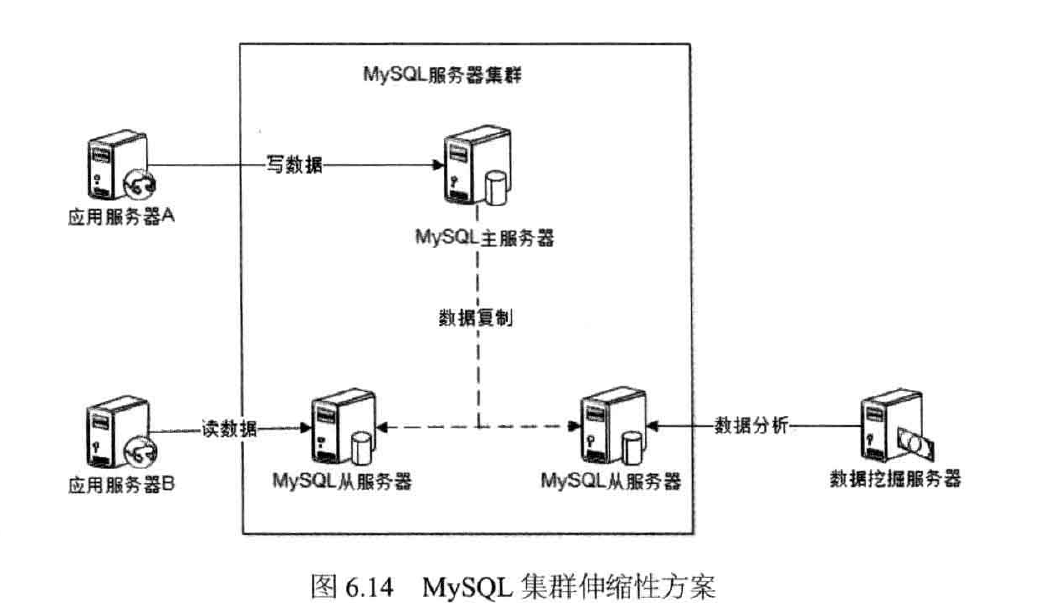 MySQL服务器集群
写数据
应用服务器A
MySQL主服务器
数据复制
读数据
数据分析
应用服务器B
MySQL从服务器
MySQL从服务器
数据挖掘服务器
图 6.14 MySQL 集群伸缩性方案